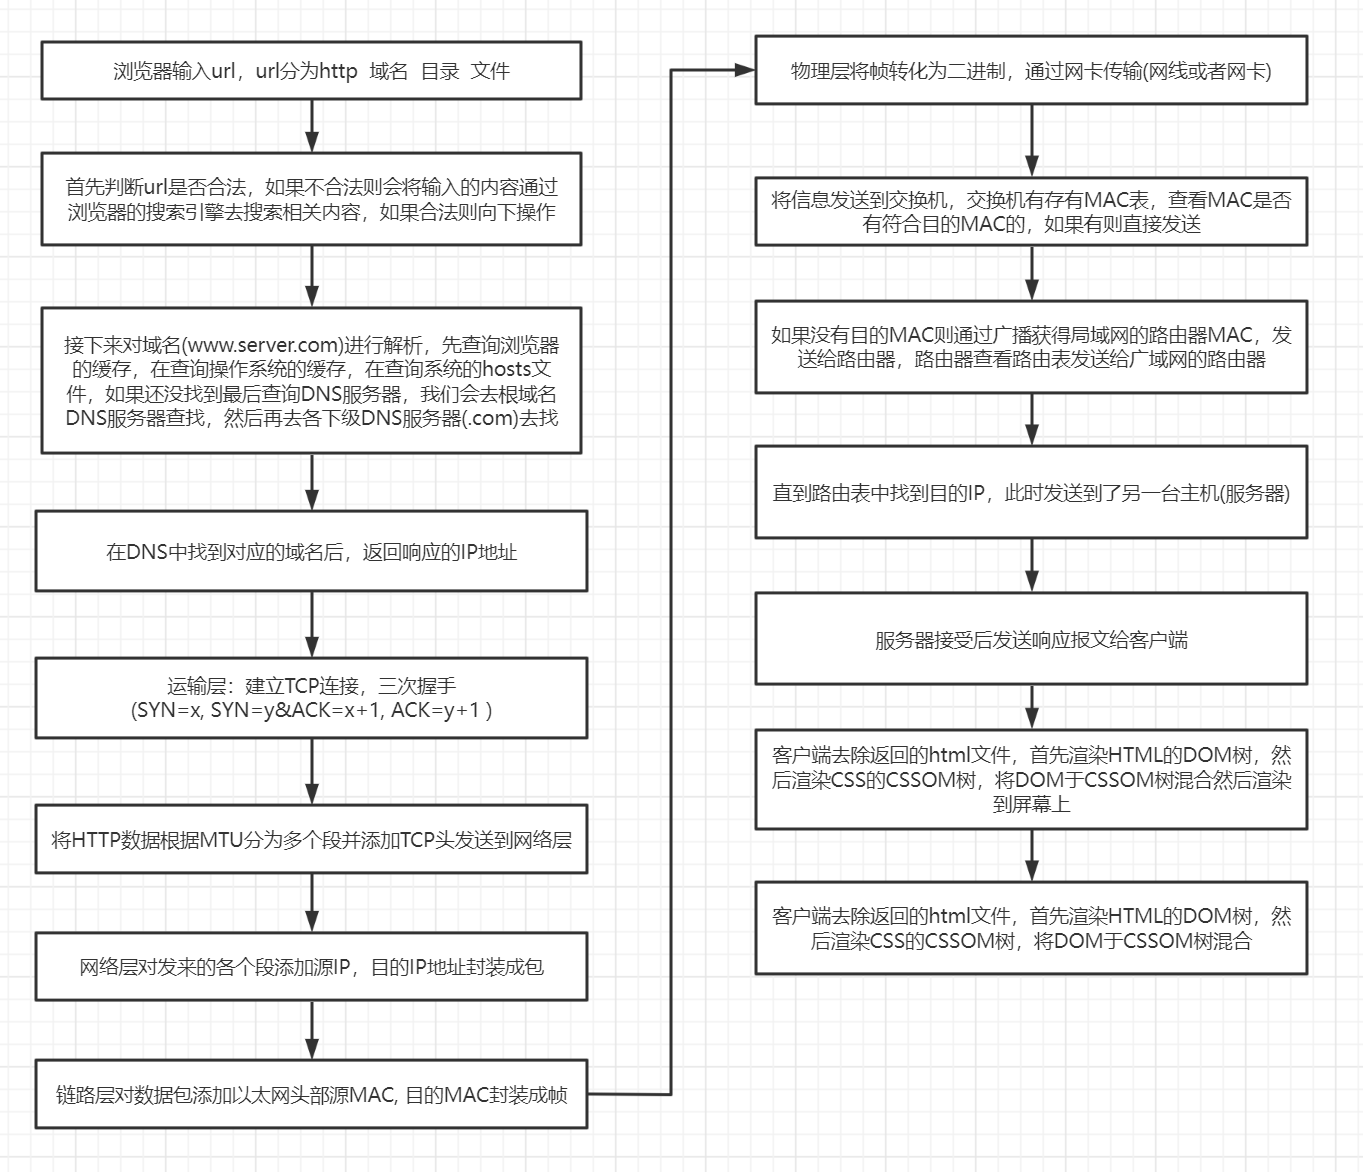 浏览器输入url，url分为http 域名 目录 文件
首先判断url是否合法，如果不合法则会将输入的内容通过
浏览器的搜索引擎去搜索相关内容，如果合法则向下操作
接下来对域名(www.server.com)进行解析，先查询浏览器
的缓存，在查询操作系统的缓存，在查询系统的hosts文
件，如果还没找到最后查询DNS服务器，我们会去根域名
DNS服务器查找，然后再去各下级DNS服务器(.com)去找
在DNS中找到对应的域名后，返回响应的IP地址
运输层：建立TCP连接，三次握手
(SYN=x, SYN=y&ACK=x+1, ACK=y+1 )
将HTTP数据根据MTU分为多个段并添加TCP头发送到网络层
网络层对发来的各个段添加源IP，目的IP地址封装成包
链路层对数据包添加以太网头部源MAC, 目的MAC封装成帧
物理层将帧转化为二进制，通过网卡传输(网线或者网卡)
将信息发送到交换机，交换机有存有MAC表，查看MAC是否
有符合目的MAC的，如果有则直接发送
如果没有目的MAC则通过广播获得局域网的路由器MAC，发
送给路由器，路由器查看路由表发送给广域网的路由器
直到路由表中找到目的IP，此时发送到了另一台主机(服务器)
服务器接受后发送响应报文给客户端
客户端去除返回的html文件，首先渲染HTML的DOM树，然
后渲染CSS的CSSOM树，将DOM于CSSOM树混合然后渲染
到屏幕上
客户端去除返回的html文件，首先渲染HTML的DOM树，然
后渲染CSS的CSSOM树，将DOM于CSSOM树混合